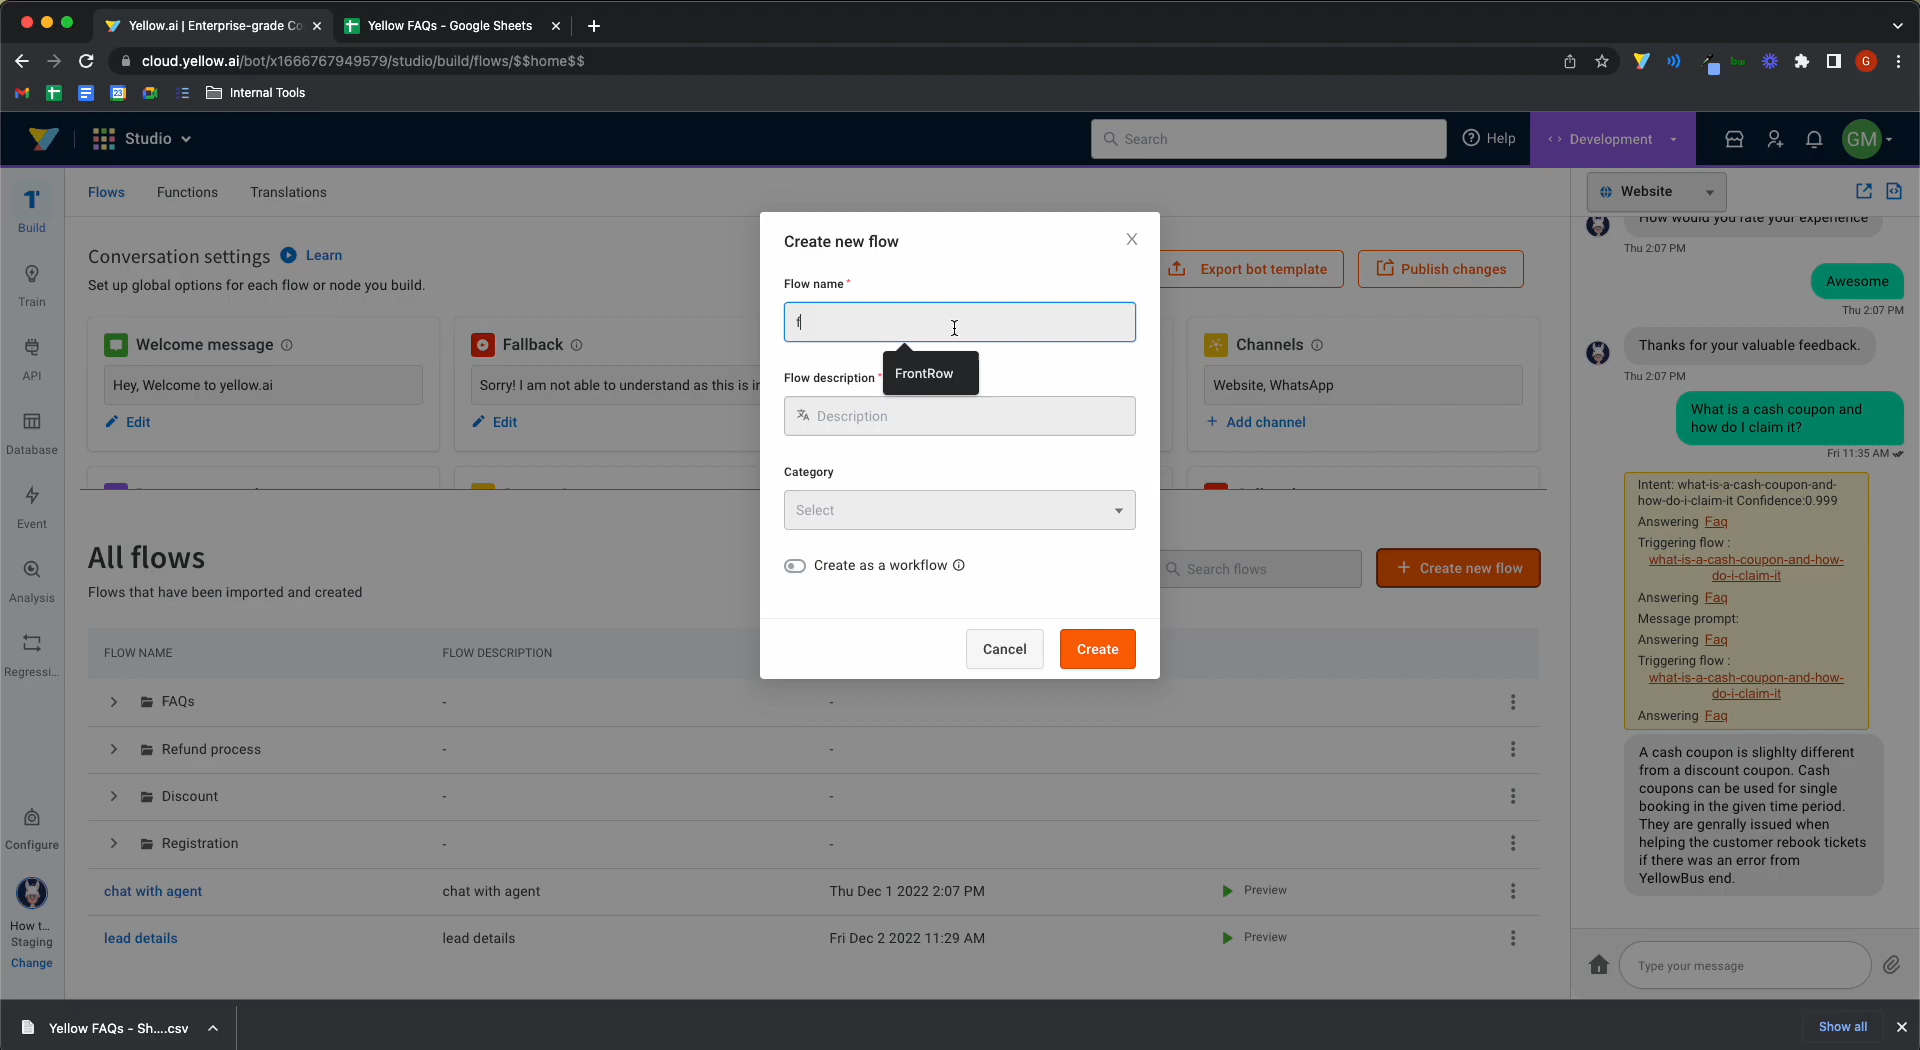 Yellow.ai | Enterprise-grade Co
Yellow FAQs - Google Sheets
cloud.yellow.ai/bot/x1666767949579/studio/build/flows/$$home$$
G
23
Internal Tools
Studio
Search
Help
Development
GM
Build
Train
API
Database
Event
Analysis
Regressi...
Configure
How t...
Staging
Change
Flows
Functions
Translations
Conversation settings
Learn
Set up global options for each flow or node you build.
Export bot template
Publish changes
Welcome message
Hey, Welcome to yellow.ai
Edit
Fallback
Sorry! I am not able to understand as this is in
Edit
Channels
Website, WhatsApp
+ Add channel
All flows
Flows that have been imported and created
Search flows
+ Create new flow
FLOW NAME
FLOW DESCRIPTION
FAQs - -
Refund process - -
Discount - -
Registration - -
chat with agent chat with agent Thu Dec 1 2022 2:07 PM Preview
lead details lead details Fri Dec 2 2022 11:29 AM Preview
Create new flow
X
Flow name *
f
FrontRow
Flow description *
Description
Category
Select
Create as a workflow
Cancel
Create
Website
How would you rate your experience
Thu 2:07 PM
Awesome
Thu 2:07 PM
Thanks for your valuable feedback.
Thu 2:07 PM
What is a cash coupon and
how do I claim it?
Fri 11:35 AM
Intent: what-is-a-cash-coupon-and-
how-do-i-claim-it Confidence:0.999
Answering Faq
Triggering flow :
what-is-a-cash-coupon-and-how-
do-i-claim-it
Answering Faq
Message prompt:
Answering Faq
Triggering flow :
what-is-a-cash-coupon-and-how-
do-i-claim-it
Answering Faq
A cash coupon is slighlty different
from a discount coupon. Cash
coupons can be used for single
booking in the given time period.
They are genrally issued when
helping the customer rebook tickets
if there was an error from
YellowBus end.
Type your message
Yellow FAQs - Sh....csv
Show all